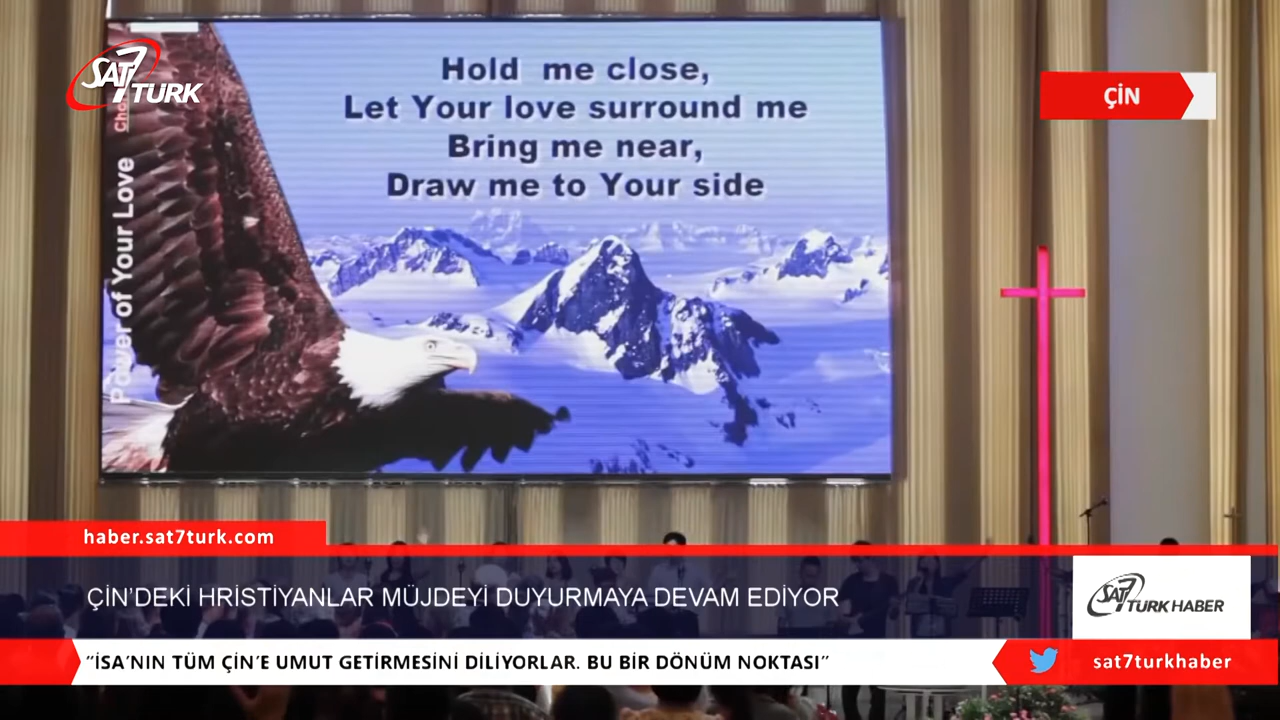 SAT7 TÜRK
ÇİN
Hold me close,
Let Your love surround me
Bring me near,
Draw me to Your side
Power of Your Love
haber.sat7turk.com
ÇİN’DEKİ HRİSTİYANLAR MÜJDEYİ DUYURMAYA DEVAM EDİYOR
SAT7 TÜRK HABER
“İSA’NIN TÜM ÇİN’E UMUT GETİRMESİNİ DİLİYORLAR. BU BİR DÖNÜM NOKTASI”
sat7turkhaber